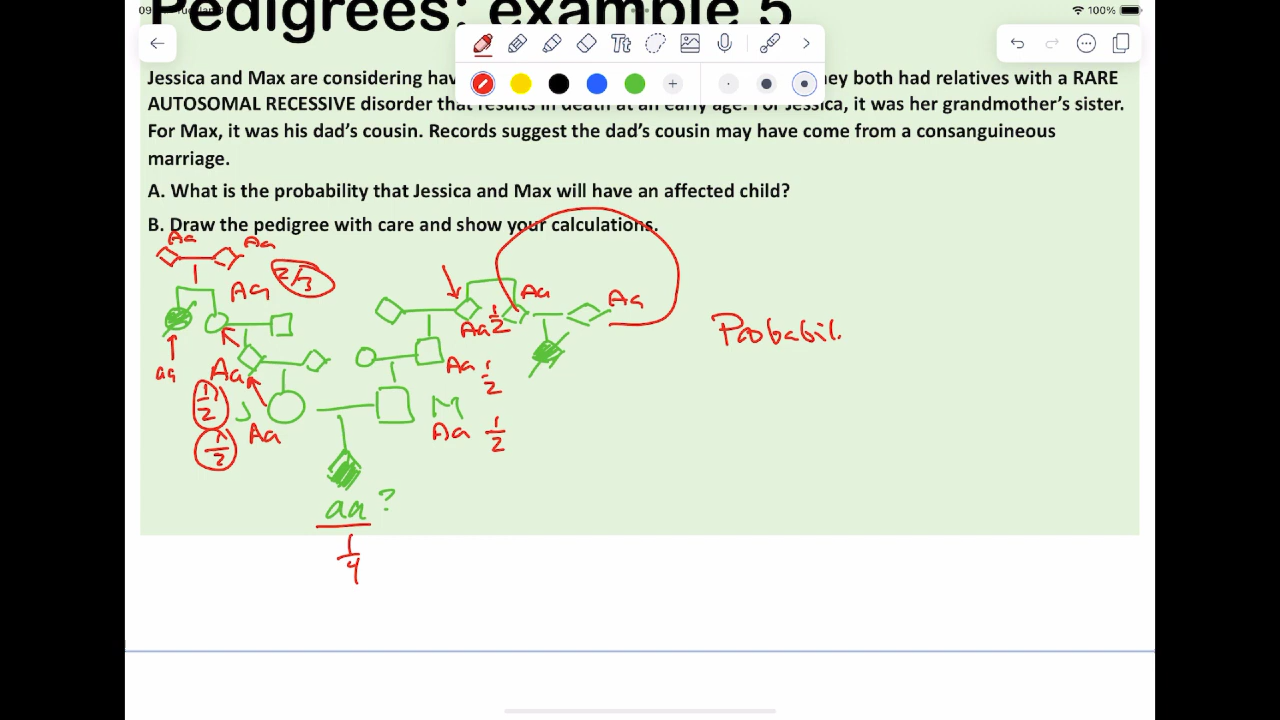 Pedigrees: example 5
09
100%
Tt
Jessica and Max are considering hav ney both had relatives with a RARE
AUTOSOMAL RECESSIVE disorder that results in death at an early age. For Jessica, it was her grandmother's sister.
For Max, it was his dad's cousin. Records suggest the dad's cousin may have come from a consanguineous
marriage.
A. What is the probability that Jessica and Max will have an affected child?
B. Draw the pedigree with care and show your calculations.
Aa Aa
2/3
Aa
Aa
Aa
Aa 1/2
Probabil.
aa
Aa
Aa 1/2
1/2
J
M
1/2
Aa
Aa 1/2
aa ?
1/4